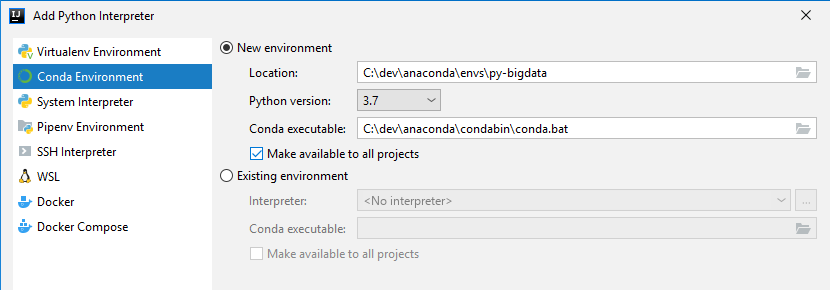 Add Python Interpreter
Virtualenv Environment
Conda Environment
System Interpreter
Pipenv Environment
SSH Interpreter
WSL
Docker
Docker Compose
New environment
Location: C:\dev\anaconda\envs\py-bigdata
Python version: 3.7
Conda executable: C:\dev\anaconda\condabin\conda.bat
Make available to all projects
Existing environment
Interpreter: <No interpreter> ...
Conda executable:
Make available to all projects